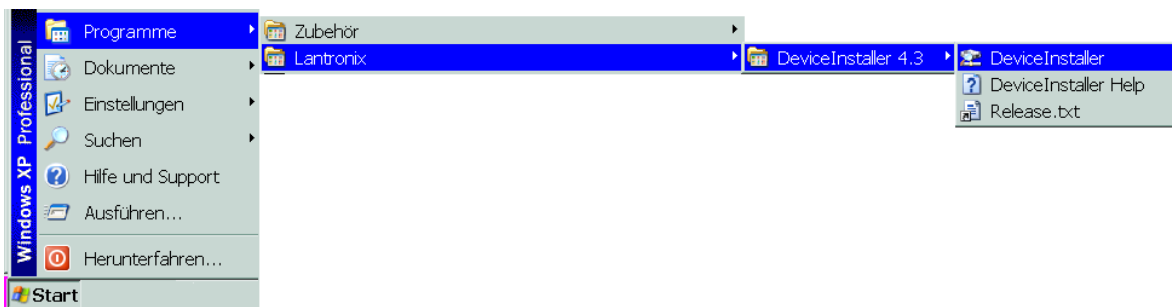 Windows XP Professional
Programme
Dokumente
Einstellungen
Suchen
Hilfe und Support
Ausführen...
Herunterfahren...
Start
Zubehör
Lantronix
DeviceInstaller 4.3
DeviceInstaller
DeviceInstaller Help
Release.txt